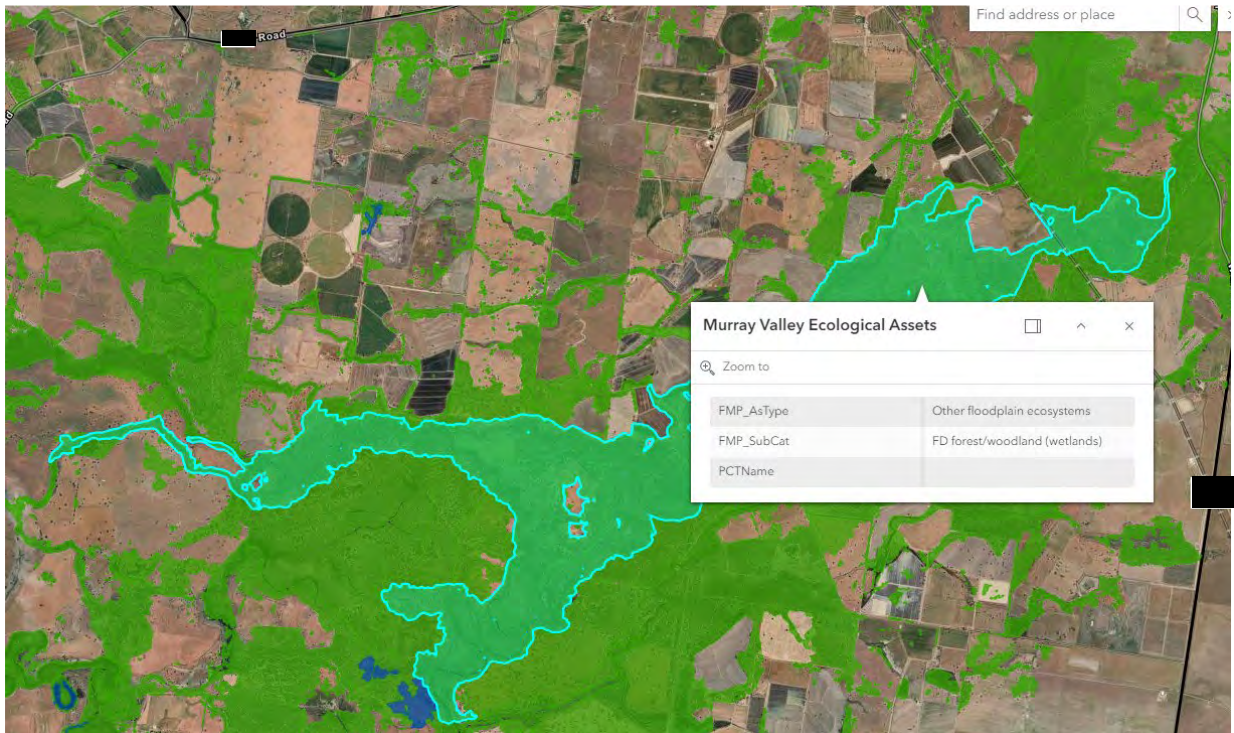 Find address or place
Road
ad
Murray Valley Ecological Assets
Zoom to
FMP_AsType Other floodplain ecosystems
FMP_SubCat FD forest/woodland (wetlands)
PCTName